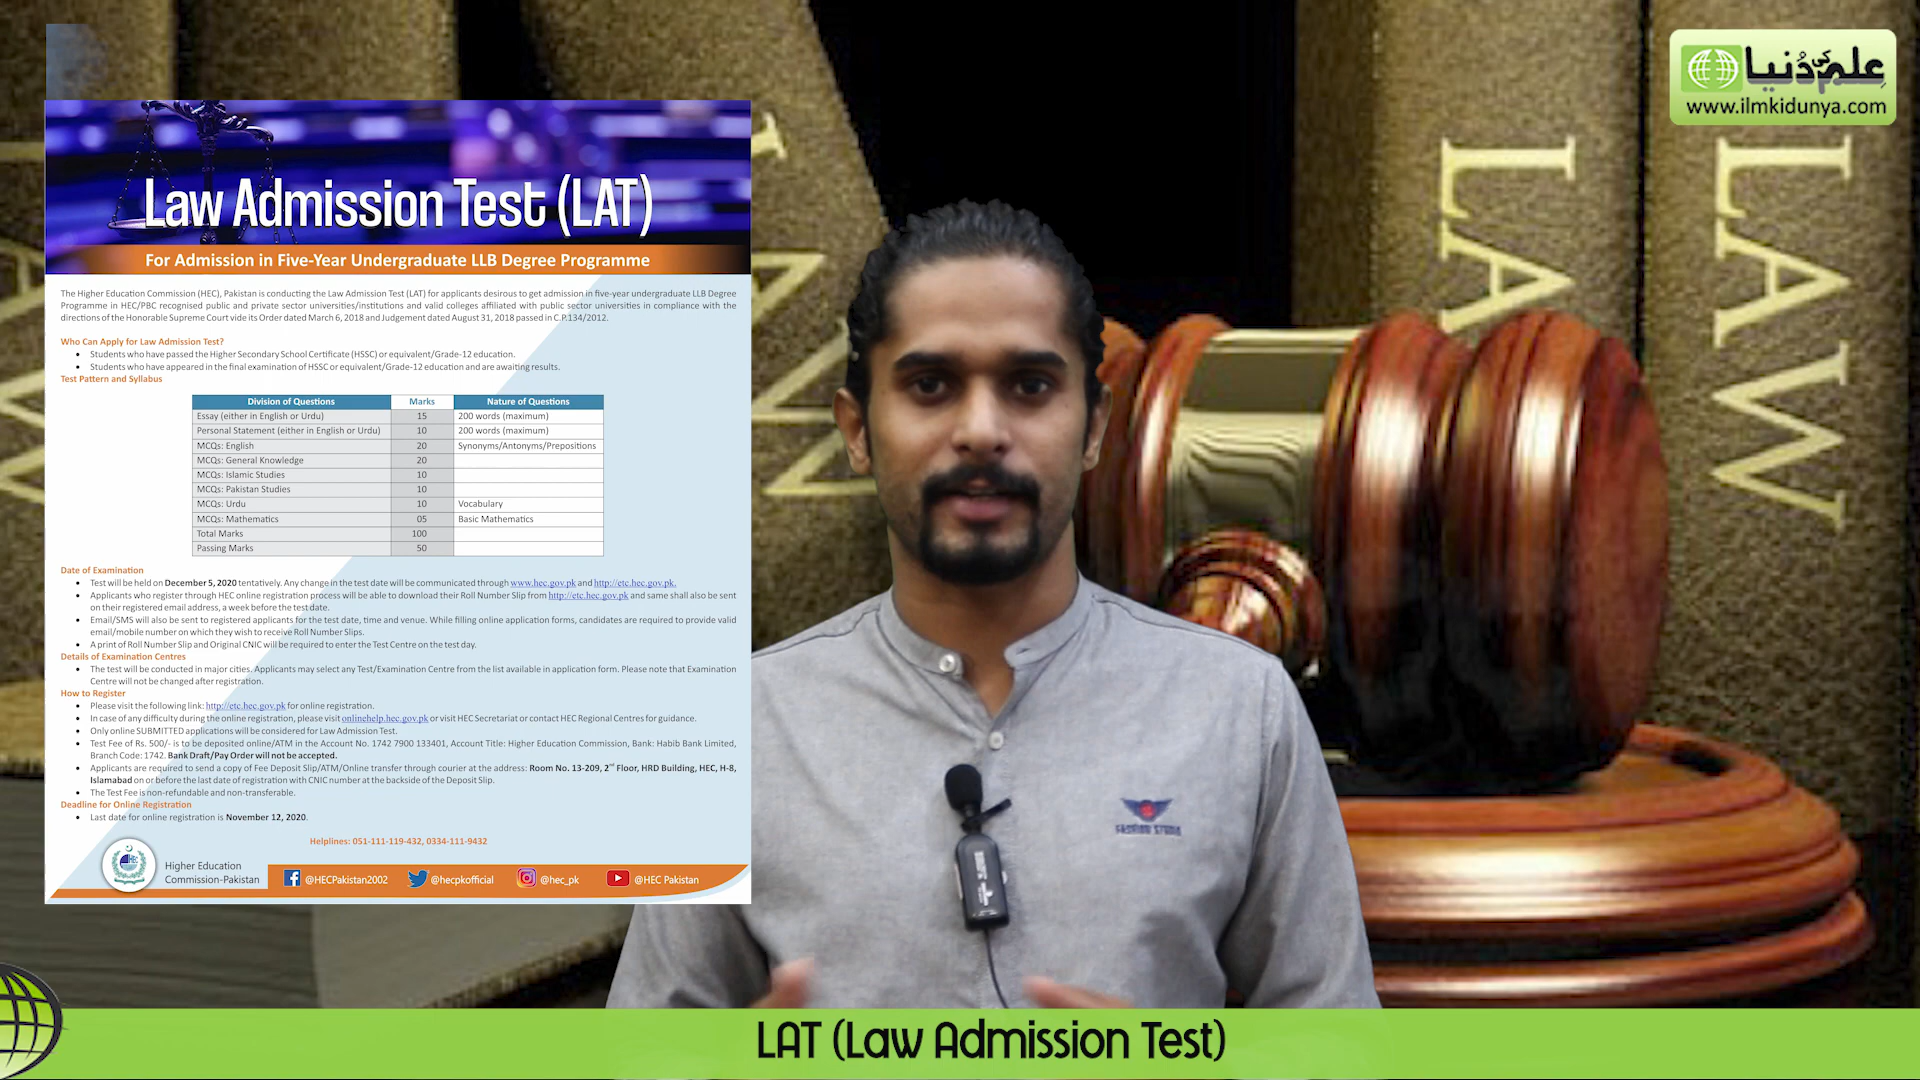 علم کی دُنیا
www.ilmkidunya.com
LAW
LAW
Law Admission Test (LAT)
For Admission in Five-Year Undergraduate LLB Degree Programme
The Higher Education Commission (HEC), Pakistan is conducting the Law Admission Test (LAT) for applicants desirous to get admission in five-year undergraduate LLB Degree
Programme in HEC/PBC recognised public and private sector universities/institutions and valid colleges affiliated with public sector universities in compliance with the
directions of the Honorable Supreme Court vide its Order dated March 6, 2018 and Judgement dated August 31, 2018 passed in C.P.134/2012.
Who Can Apply for Law Admission Test?
• Students who have passed the Higher Secondary School Certificate (HSSC) or equivalent/Grade-12 education.
• Students who have appeared in the final examination of HSSC or equivalent/Grade-12 education and are awaiting results.
Test Pattern and Syllabus
Division of Questions Marks Nature of Questions
Essay (either in English or Urdu) 15 200 words (maximum)
Personal Statement (either in English or Urdu) 10 200 words (maximum)
MCQs: English 20 Synonyms/Antonyms/Prepositions
MCQs: General Knowledge 20
MCQs: Islamic Studies 10
MCQs: Pakistan Studies 10
MCQs: Urdu 10 Vocabulary
MCQs: Mathematics 05 Basic Mathematics
Total Marks 100
Passing Marks 50
Date of Examination
• Test will be held on December 5, 2020 tentatively. Any change in the test date will be communicated through www.hec.gov.pk and http://etc.hec.gov.pk.
• Applicants who register through HEC online registration process will be able to download their Roll Number Slip from http://etc.hec.gov.pk and same shall also be sent
on their registered email address, a week before the test date.
• Email/SMS will also be sent to registered applicants for the test date, time and venue. While filling online application forms, candidates are required to provide valid
email/mobile number on which they wish to receive Roll Number Slips.
• A print of Roll Number Slip and Original CNIC will be required to enter the Test Centre on the test day.
Details of Examination Centres
• The test will be conducted in major cities. Applicants may select any Test/Examination Centre from the list available in application form. Please note that Examination
Centre will not be changed after registration.
How to Register
• Please visit the following link: http://etc.hec.gov.pk for online registration.
• In case of any difficulty during the online registration, please visit onlinehelp.hec.gov.pk or visit HEC Secretariat or contact HEC Regional Centres for guidance.
• Only online SUBMITTED applications will be considered for Law Admission Test.
• Test Fee of Rs. 500/- is to be deposited online/ATM in the Account No. 1742 7900 133401, Account Title: Higher Education Commission, Bank: Habib Bank Limited,
Branch Code: 1742. Bank Draft/Pay Order will not be accepted.
• Applicants are required to send a copy of Fee Deposit Slip/ATM/Online transfer through courier at the address: Room No. 13-209, 2nd Floor, HRD Building, HEC, H-8,
Islamabad on or before the last date of registration with CNIC number at the backside of the Deposit Slip.
• The Test Fee is non-refundable and non-transferable.
Deadline for Online Registration
• Last date for online registration is November 12, 2020.
Helplines: 051-111-119-432, 0334-111-9432
HEC
Higher Education
Commission-Pakistan
@HECPakistan2002 @hecpkofficial @hec_pk @HEC Pakistan
LAT (Law Admission Test)